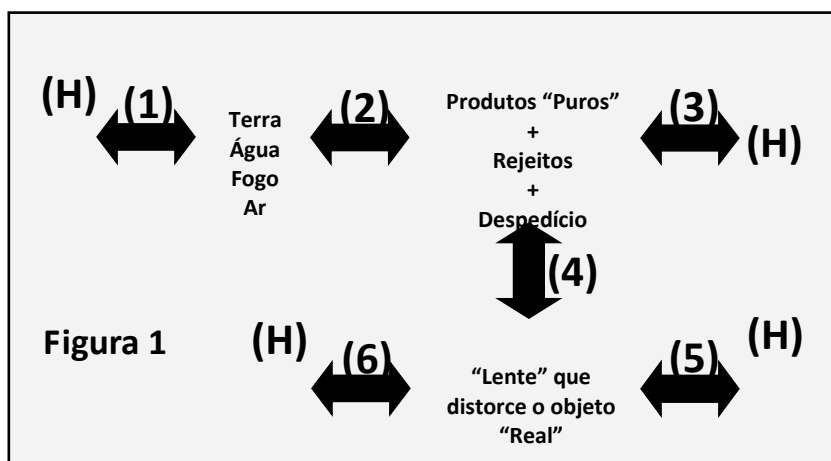 (H)
(1)
Terra
Água
Fogo
Ar
(2)
Produtos “Puros”
+
Rejeitos
+
Despedício
(3)
(H)
(4)
Figura 1
(H)
(6)
“Lente” que
distorce o objeto
“Real”
(5)
(H)